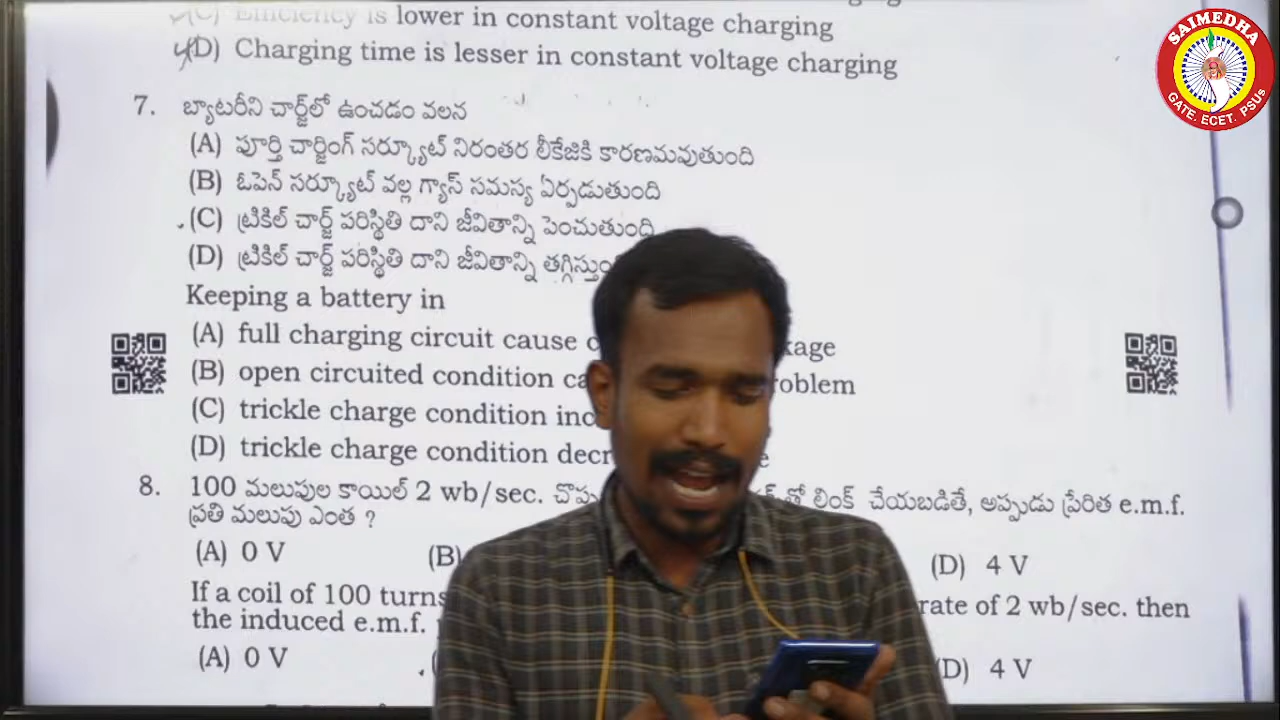 (C) Efficiency is lower in constant voltage charging
(D) Charging time is lesser in constant voltage charging
7. బ్యాటరీని చార్జ్‌లో ఉంచడం వలన
(A) పూర్తి చార్జింగ్ సర్క్యూట్ నిరంతర లీకేజికి కారణమవుతుంది
(B) ఓపెన్ సర్క్యూట్ వల్ల గ్యాస్ సమస్య ఏర్పడుతుంది
(C) ట్రికిల్ చార్జ్ పరిస్థితి దాని జీవితాన్ని పెంచుతుంది
(D) ట్రికిల్ చార్జ్ పరిస్థితి దాని జీవితాన్ని
Keeping a battery in
(A) full charging circuit cause
(B) open circuited condition
(C) trickle charge condition
(D) trickle charge condition
8. 100 మలుపుల కాయిల్ 2 wb/sec. లింక్ చేయబడితే, అప్పుడు ప్రేరిత e.m.f.
ప్రతి మలుపు ఎంత ?
(A) 0 V (B) (D) 4 V
If a coil of 100 turns rate of 2 wb/sec. then
the induced e.m.f.
(A) 0 V (D) 4 V
SAIMEDHA
GATE. ECET. PSUs